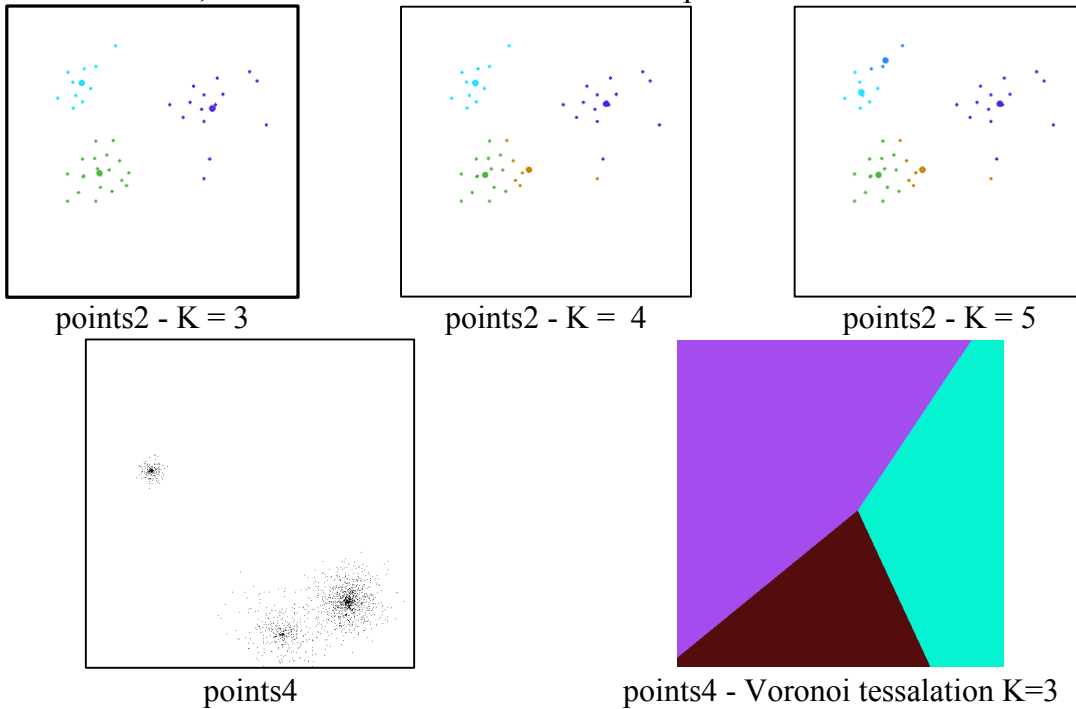 points2 - K = 3
points2 - K = 4
points2 - K = 5
points4
points4 - Voronoi tessalation K=3